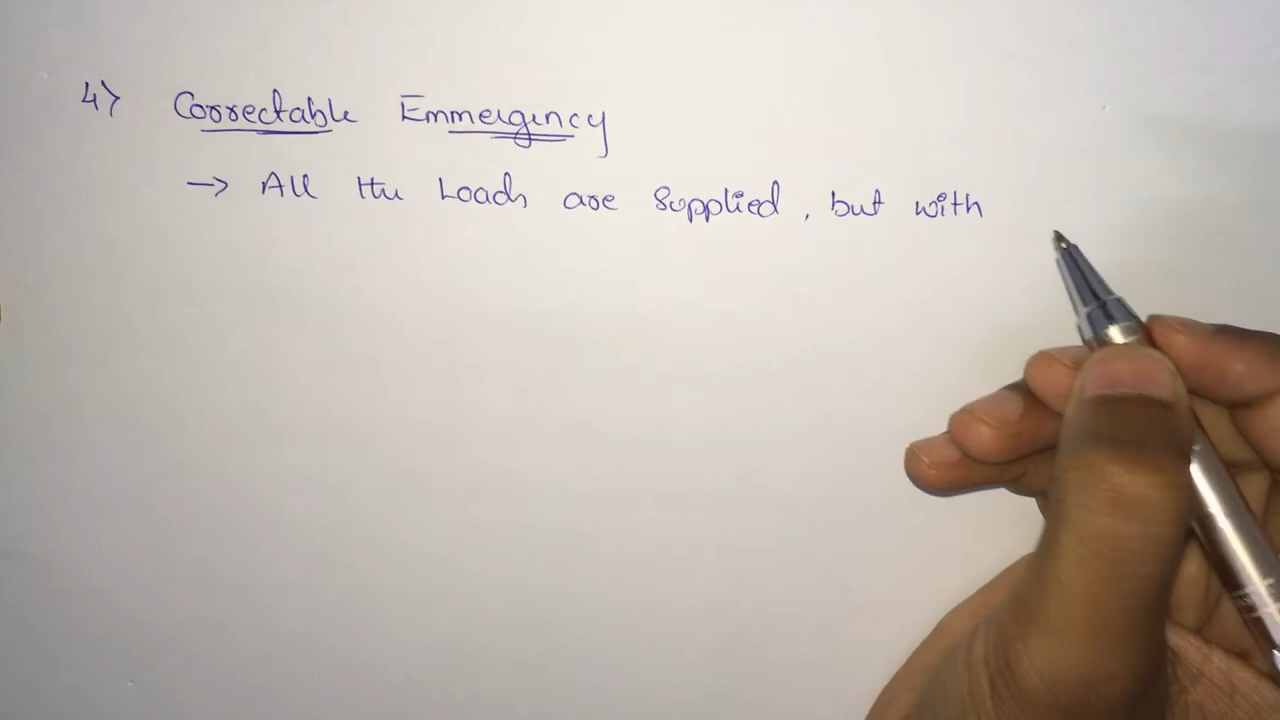 4) Correctable Emmergency
→ All the Loads are supplied, but with